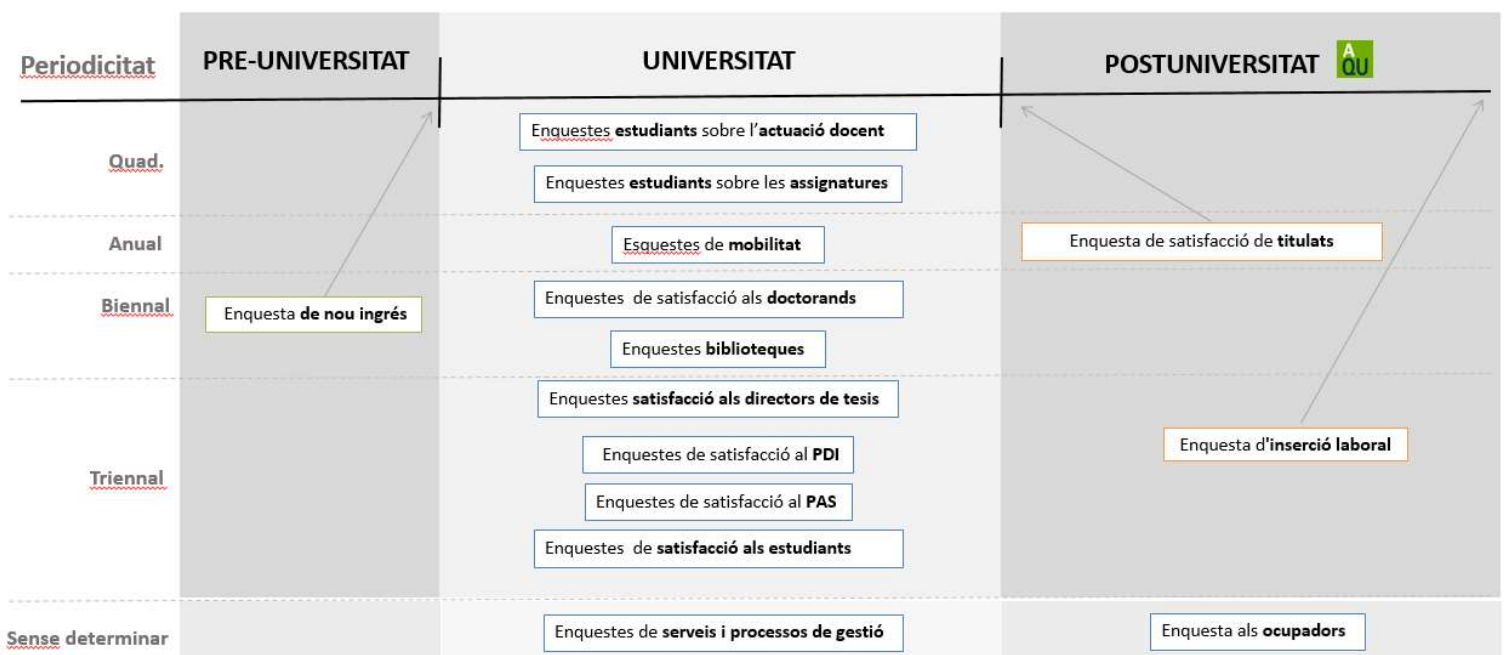 Periodicitat
PRE-UNIVERSITAT
UNIVERSITAT
POSTUNIVERSITAT
A
QU
Quad.
Enquestes estudiants sobre l'actuació docent
Enquestes estudiants sobre les assignatures
Anual
Esquestes de mobilitat
Enquesta de satisfacció de titulats
Biennal
Enquesta de nou ingrés
Enquestes de satisfacció als doctorands
Enquestes biblioteques
Triennal
Enquestes satisfacció als directors de tesis
Enquestes de satisfacció al PDI
Enquestes de satisfacció al PAS
Enquestes de satisfacció als estudiants
Enquesta d'inserció laboral
Sense determinar
Enquestes de serveis i processos de gestió
Enquesta als ocupadors